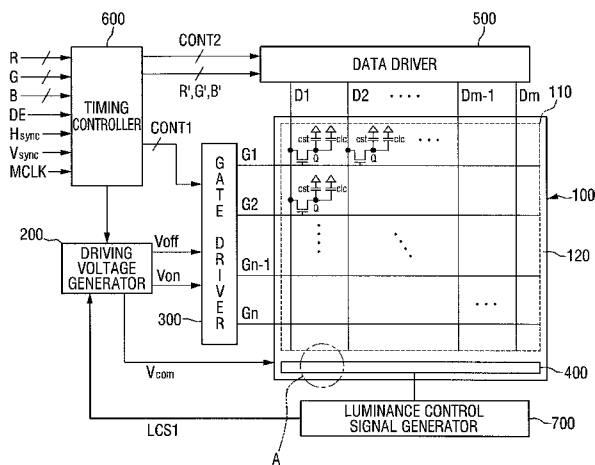 600
500
R
G
B
DE
Hsync
Vsync
MCLK
TIMING CONTROLLER
CONT2
R',G',B'
DATA DRIVER
D1 D2 ···· Dm-1 Dm
110
CONT1
cst clc cst clc ···
Q Q
G1
cst clc
Q
G2
100
GATE DRIVER
200
DRIVING VOLTAGE GENERATOR
Voff
Von
120
Gn-1
Gn
300
Vcom
400
LUMINANCE CONTROL SIGNAL GENERATOR
700
LCS1
A